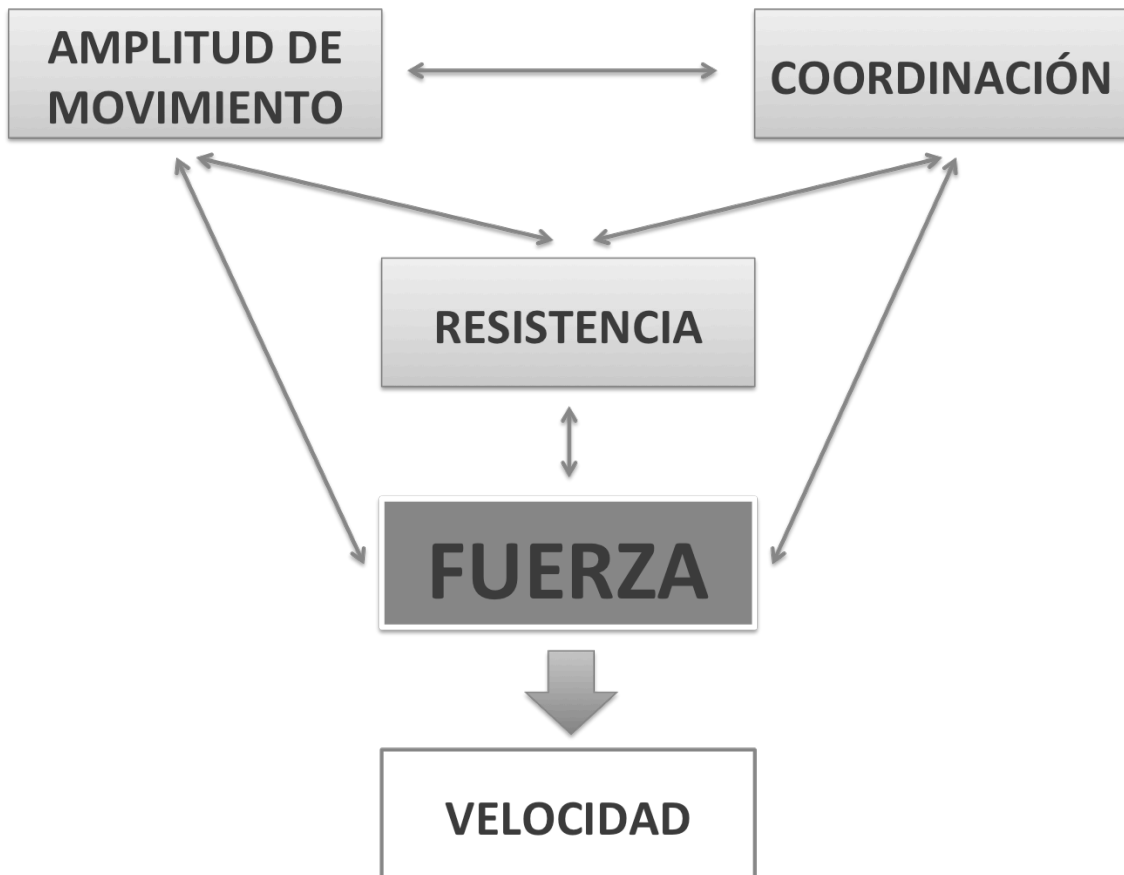 AMPLITUD DE
MOVIMIENTO
COORDINACIÓN
RESISTENCIA
FUERZA
VELOCIDAD